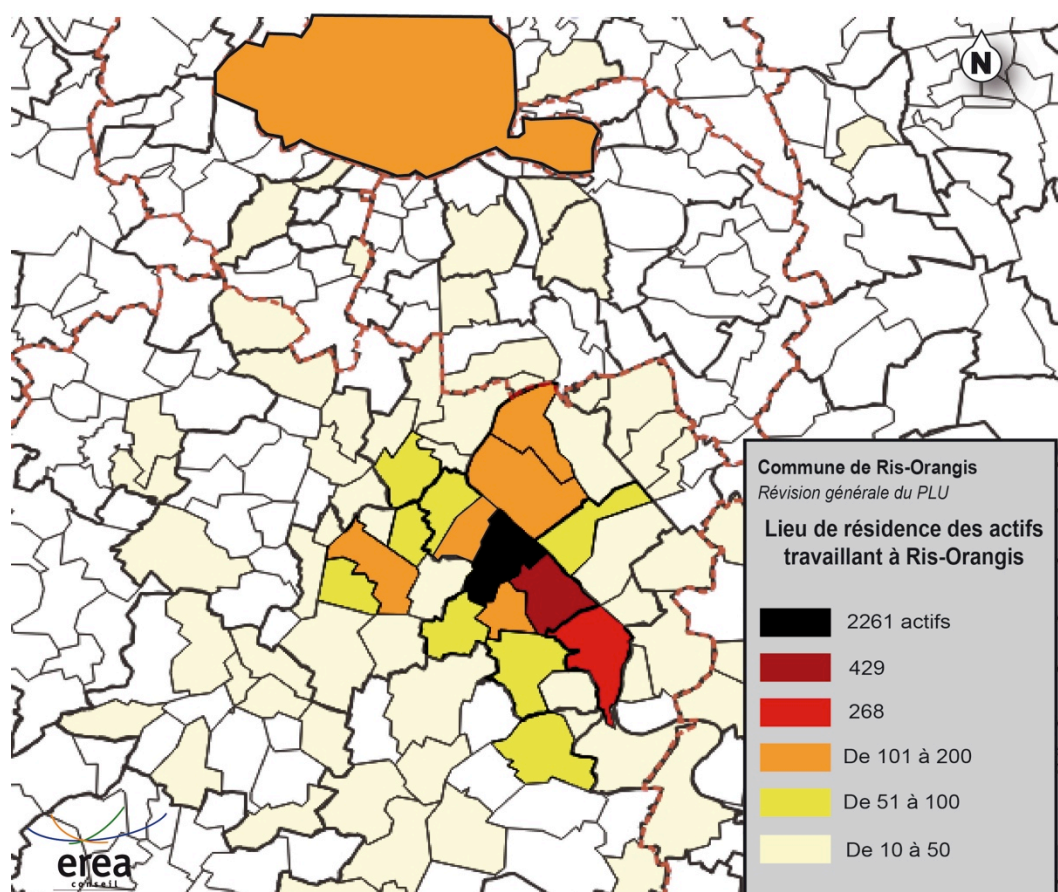 N
Commune de Ris-Orangis
Révision générale du PLU
Lieu de résidence des actifs
travaillant à Ris-Orangis
2261 actifs
429
268
De 101 à 200
De 51 à 100
De 10 à 50
erea
conseil